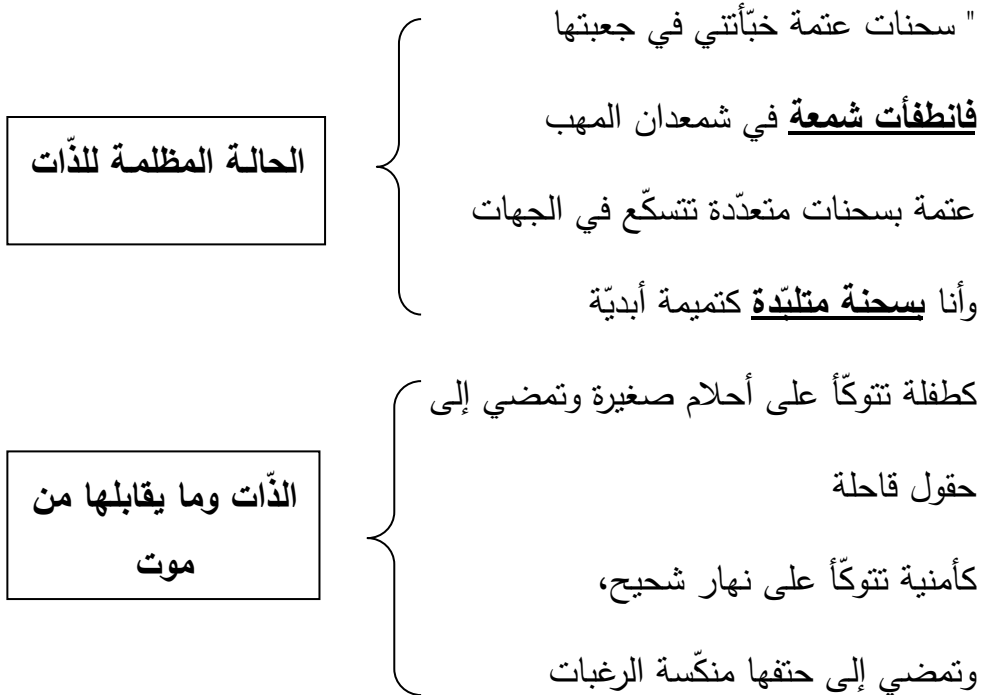 " سحنات عتمة خبّأتني في جعبتها
فانطفأت شمعة في شمعدان المهب
عتمة بسحنات متعدّدة تتسكّع في الجهات
وأنا بسحنة متلبّدة كتميمة أبديّة
الحالة المظلمة للذّات
كطفلة تتوكّأ على أحلام صغيرة وتمضي إلى
حقول قاحلة
كأمنية تتوكّأ على نهار شحيح،
وتمضي إلى حتفها منكّسة الرغبات
الذّات وما يقابلها من
موت